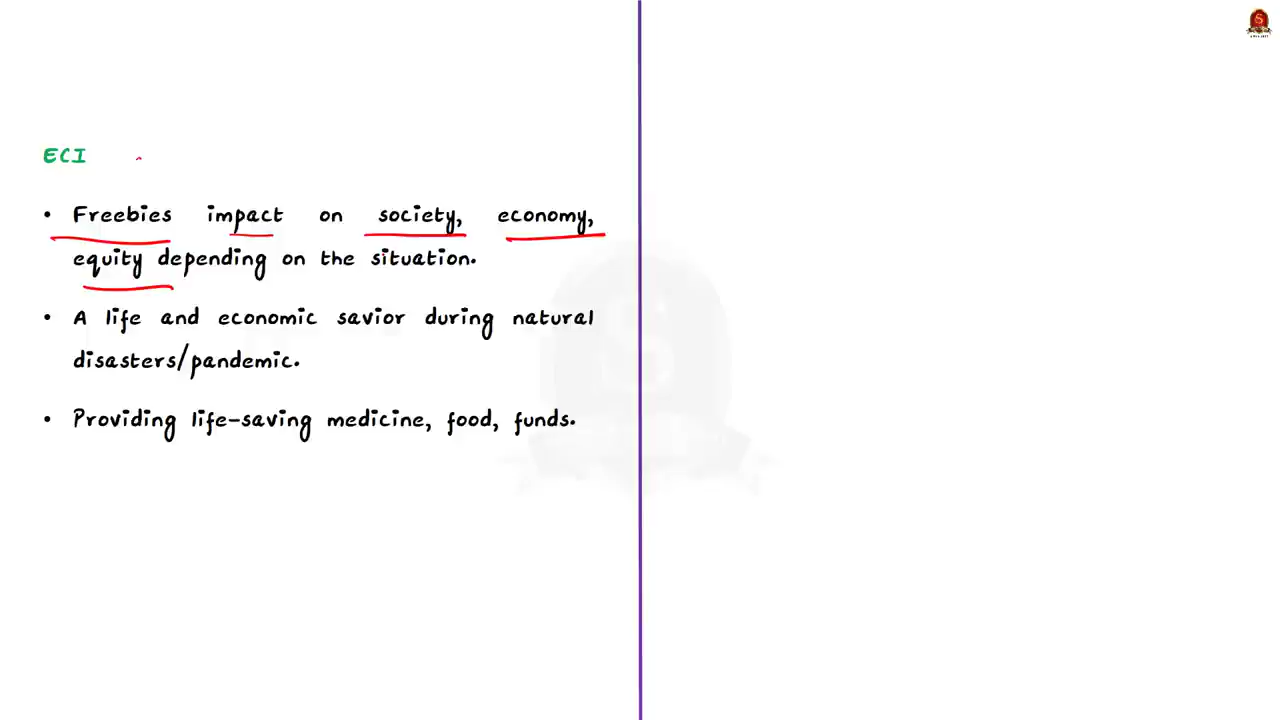 ECI
• Freebies impact on society, economy,
equity depending on the situation.
• A life and economic savior during natural
disasters/pandemic.
• Providing life-saving medicine, food, funds.